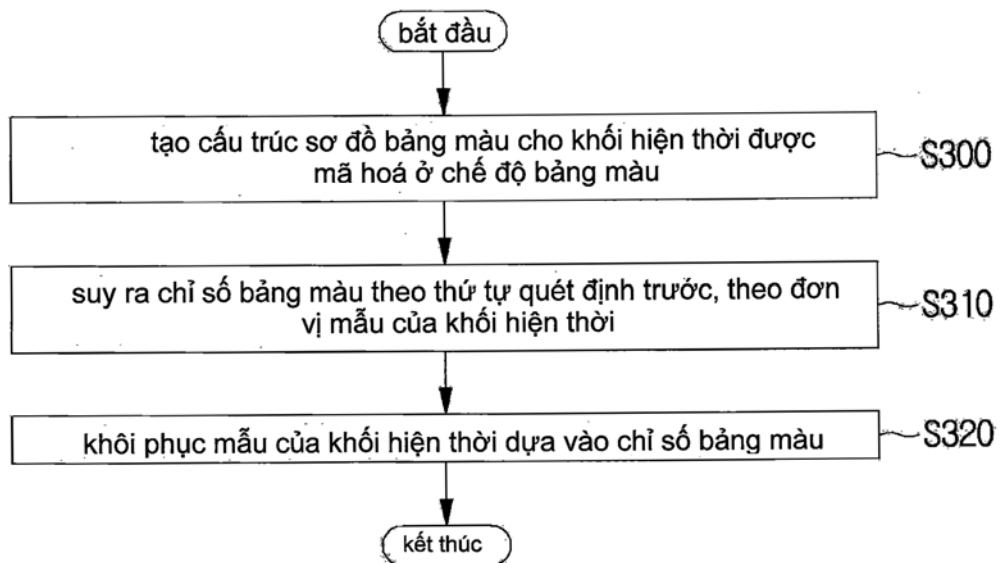 bắt đầu
tạo cấu trúc sơ đồ bảng màu cho khối hiện thời được
mã hoá ở chế độ bảng màu
S300
suy ra chỉ số bảng màu theo thứ tự quét định trước, theo đơn
vị mẫu của khối hiện thời
S310
khôi phục mẫu của khối hiện thời dựa vào chỉ số bảng màu
S320
kết thúc